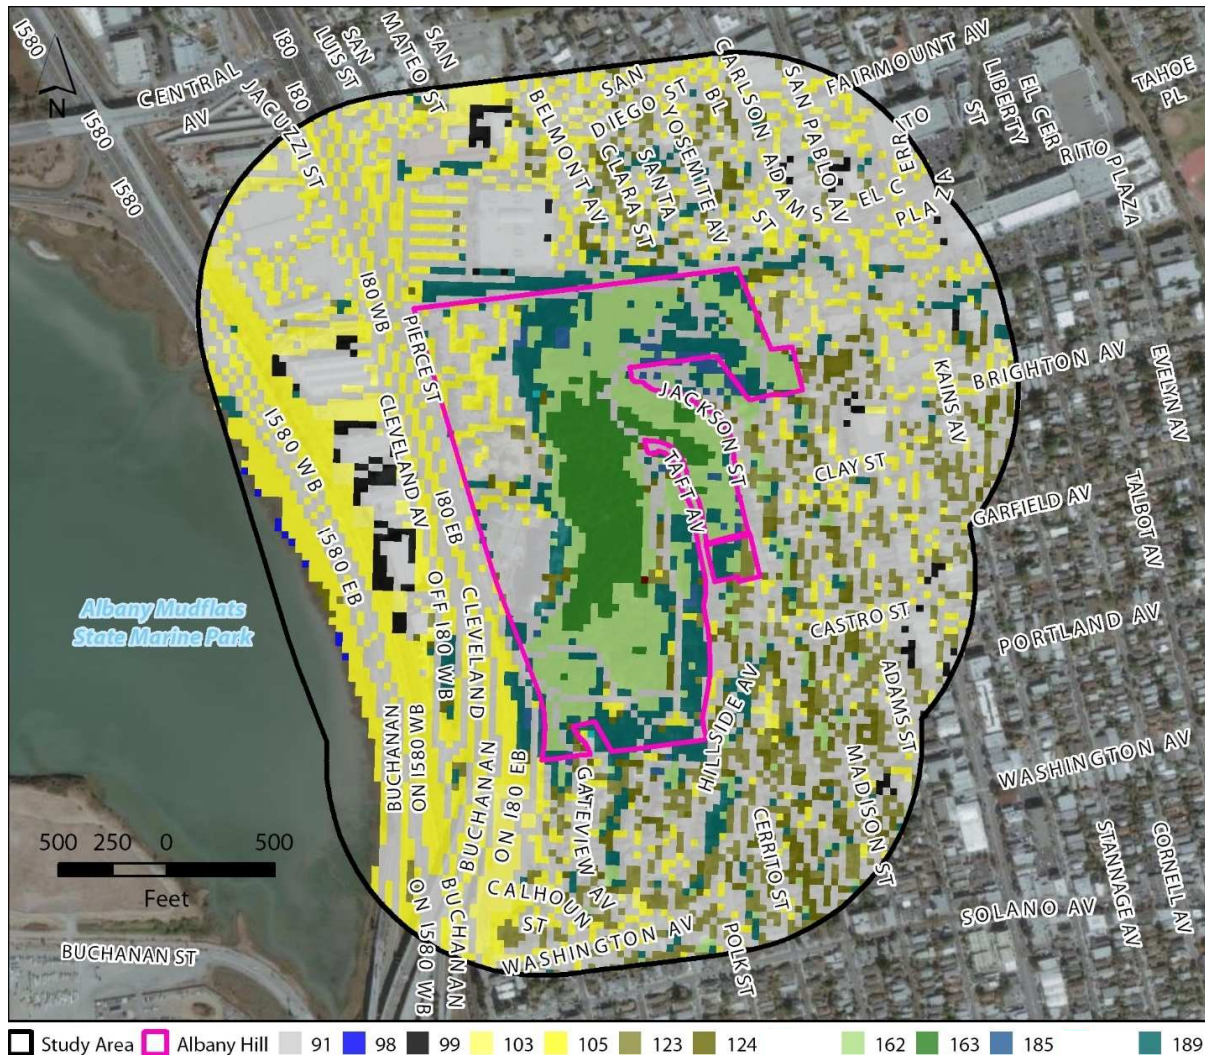 I580
CENTRAL
AV
JACUZZI ST
I80
I80
SAN
LUIS ST
SAN
MATEO ST
SAN
DIEGO ST
BELMONT AV
CLARA ST
SANTA
YOSEMITE AV
CARLSON
BL
ADAMS
ST
SAN PABLO AV
FAIRMOUNT AV
LIBERTY
ST
EL CERRITO
PLAZA
EL CERRITO PLAZA
TAHOE
PL
I580
I580
N
I80 WB
PIERCE ST
JACKSON ST
TAFT AV
CLAY ST
KAINS AV
BRIGHTON AV
EVELYN AV
GARFIELD AV
TALBOT AV
CLEVELAND AV
I580 WB
I580 EB
I80 EB
OFF I80 WB
CLEVELAND
Albany Mudflats
State Marine Park
CASTRO ST
PORTLAND AV
ADAMS ST
HILLSIDE AV
MADISON ST
WASHINGTON AV
BUCHANAN
ON I580 WB
BUCHANAN
ON I80 EB
GATEVIEW AV
CERRITO ST
STANNAGE AV
CORNELL AV
SOLANO AV
CALHOUN
ST
WASHINGTON AV
POLK ST
BUCHANAN
ON I580 WB
BUCHANAN ST
500 250 0 500
Feet
Study Area Albany Hill 91 98 99 103 105 123 124 162 163 185 189